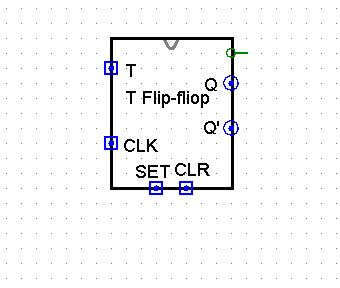 T
Q
T Flip-fliop
Q'
CLK
SET CLR